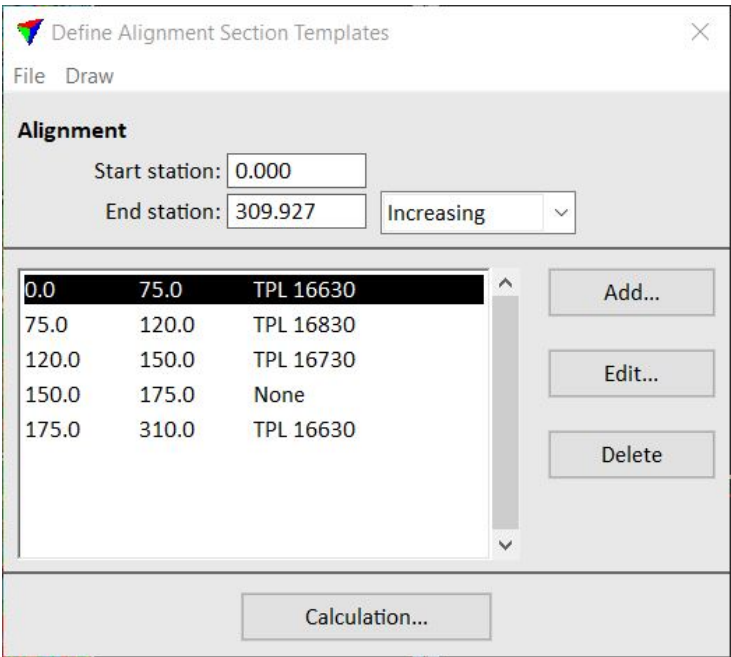 Define Alignment Section Templates
File Draw
Alignment
Start station: 0.000
End station: 309.927 Increasing
0.0 75.0 TPL 16630
75.0 120.0 TPL 16830
120.0 150.0 TPL 16730
150.0 175.0 None
175.0 310.0 TPL 16630
Add...
Edit...
Delete
Calculation...